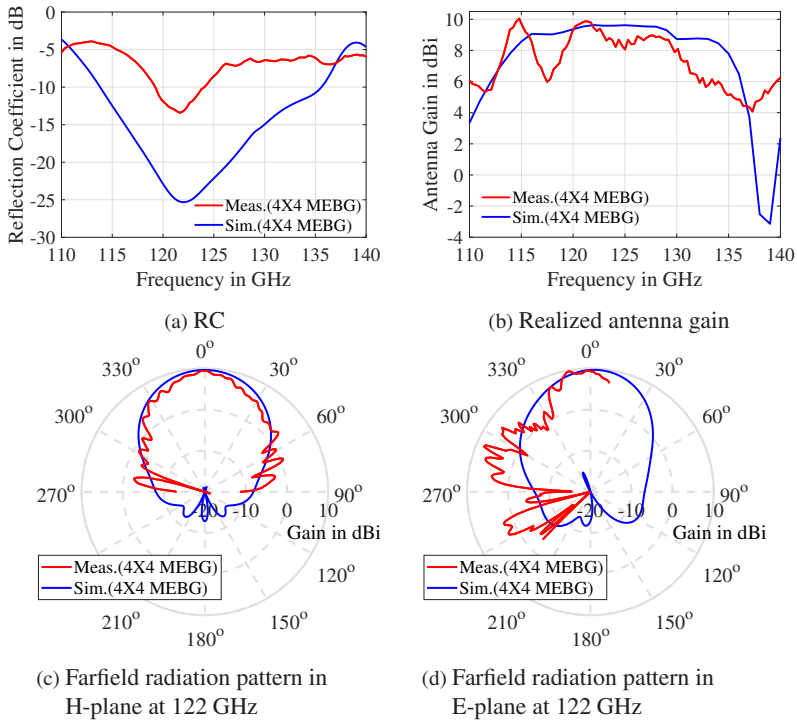 0
-5
-10
-15
-20
-25
-30
Reflection Coefficient in dB
Meas.(4X4 MEBG)
Sim.(4X4 MEBG)
110 115 120 125 130 135 140
Frequency in GHz
(a) RC
10
8
6
4
2
0
-2
-4
Antenna Gain in dBi
Meas.(4X4 MEBG)
Sim.(4X4 MEBG)
110 115 120 125 130 135 140
Frequency in GHz
(b) Realized antenna gain
0º
330º 30º
300º 60º
270º -20 -10 0 10 90º
Gain in dBi
Meas.(4X4 MEBG)
Sim.(4X4 MEBG)
120º
210º 150º
180º
(c) Farfield radiation pattern in
H-plane at 122 GHz
0º
330º 30º
300º 60º
270º -20 -10 0 10 90º
Gain in dBi
Meas.(4X4 MEBG)
Sim.(4X4 MEBG)
120º
210º 150º
180º
(d) Farfield radiation pattern in
E-plane at 122 GHz